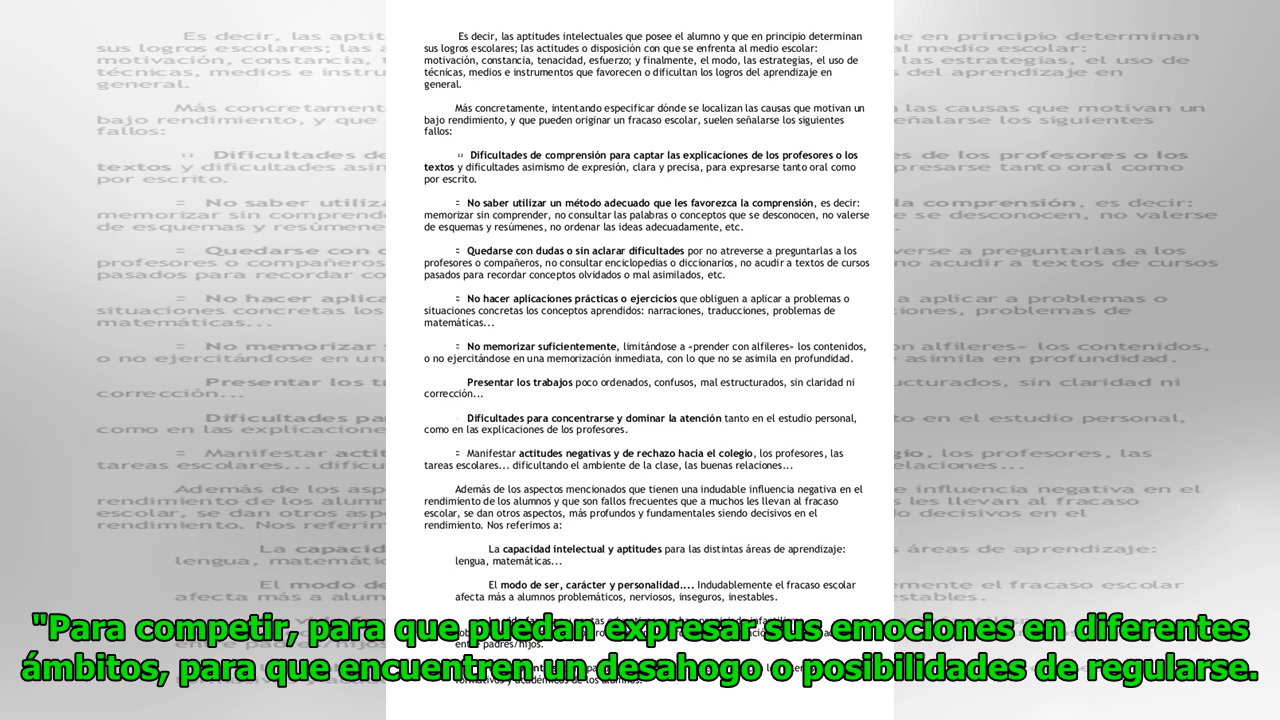 Es decir, las aptitudes intelectuales que posee el alumno y que en principio determinan
sus logros escolares; las actitudes o disposición con que se enfrenta al medio escolar:
motivación, constancia, tenacidad, esfuerzo; y finalmente, el modo, las estrategias, el uso de
técnicas, medios e instrumentos que favorecen o dificultan los logros del aprendizaje en
general.
Más concretamente, intentando especificar dónde se localizan las causas que motivan un
bajo rendimiento, y que pueden originar un fracaso escolar, suelen señalarse los siguientes
fallos:
Dificultades de comprensión para captar las explicaciones de los profesores o los
textos y dificultades asimismo de expresión, clara y precisa, para expresarse tanto oral como
por escrito.
No saber utilizar un método adecuado que les favorezca la comprensión, es decir:
memorizar sin comprender, no consultar las palabras o conceptos que se desconocen, no valerse
de esquemas y resúmenes, no ordenar las ideas adecuadamente, etc.
Quedarse con dudas o sin aclarar dificultades por no atreverse a preguntarlas a los
profesores o compañeros, no consultar enciclopedias o diccionarios, no acudir a textos de cursos
pasados para recordar conceptos olvidados o mal asimilados, etc.
No hacer aplicaciones prácticas o ejercicios que obliguen a aplicar a problemas o
situaciones concretas los conceptos aprendidos: narraciones, traducciones, problemas de
matemáticas...
No memorizar suficientemente, limitándose a «prender con alfileres» los contenidos,
o no ejercitándose en una memorización inmediata, con lo que no se asimila en profundidad.
Presentar los trabajos poco ordenados, confusos, mal estructurados, sin claridad ni
corrección...
Dificultades para concentrarse y dominar la atención tanto en el estudio personal,
como en las explicaciones de los profesores.
Manifestar actitudes negativas y de rechazo hacia el colegio, los profesores, las
tareas escolares... dificultando el ambiente de la clase, las buenas relaciones...
Además de los aspectos mencionados que tienen una indudable influencia negativa en el
rendimiento de los alumnos y que son fallos frecuentes que a muchos les llevan al fracaso
escolar, se dan otros aspectos, más profundos y fundamentales siendo decisivos en el
rendimiento. Nos referimos a:
La capacidad intelectual y aptitudes para las distintas áreas de aprendizaje:
lengua, matemáticas...
El modo de ser, carácter y personalidad.... Indudablemente el fracaso escolar
afecta más a alumnos problemáticos, nerviosos, inseguros, inestables.
entre padres/hijos.
"Para competir, para que puedan expresar sus emociones en diferentes
ámbitos, para que encuentren un desahogo o posibilidades de regularse.